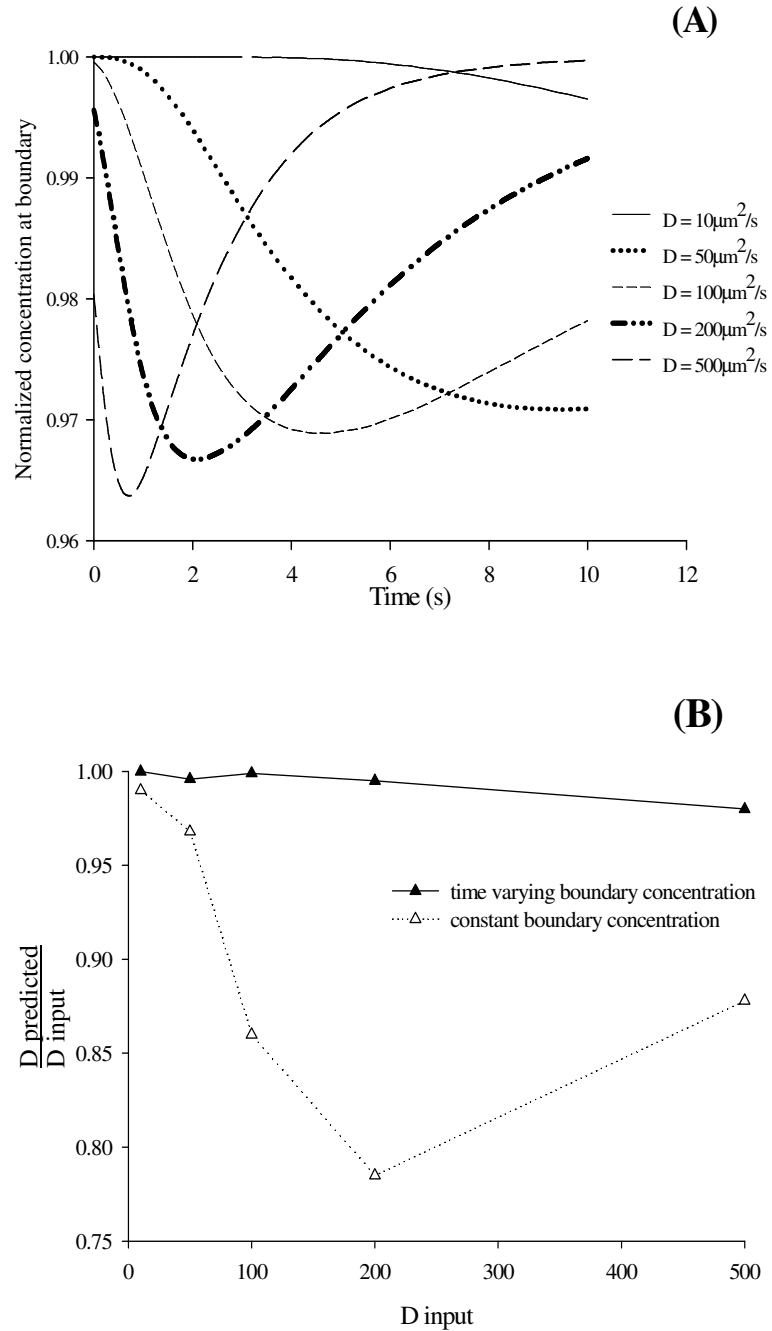 (A)
1.00
0.99
0.98
0.97
0.96
Normalized concentration at boundary
0 2 4 6 8 10 12
Time (s)
D = 10µm²/s
D = 50µm²/s
D = 100µm²/s
D = 200µm²/s
D = 500µm²/s
(B)
1.00
0.95
0.90
0.85
0.80
0.75
D predicted
D input
time varying boundary concentration
constant boundary concentration
0 100 200 300 400 500
D input